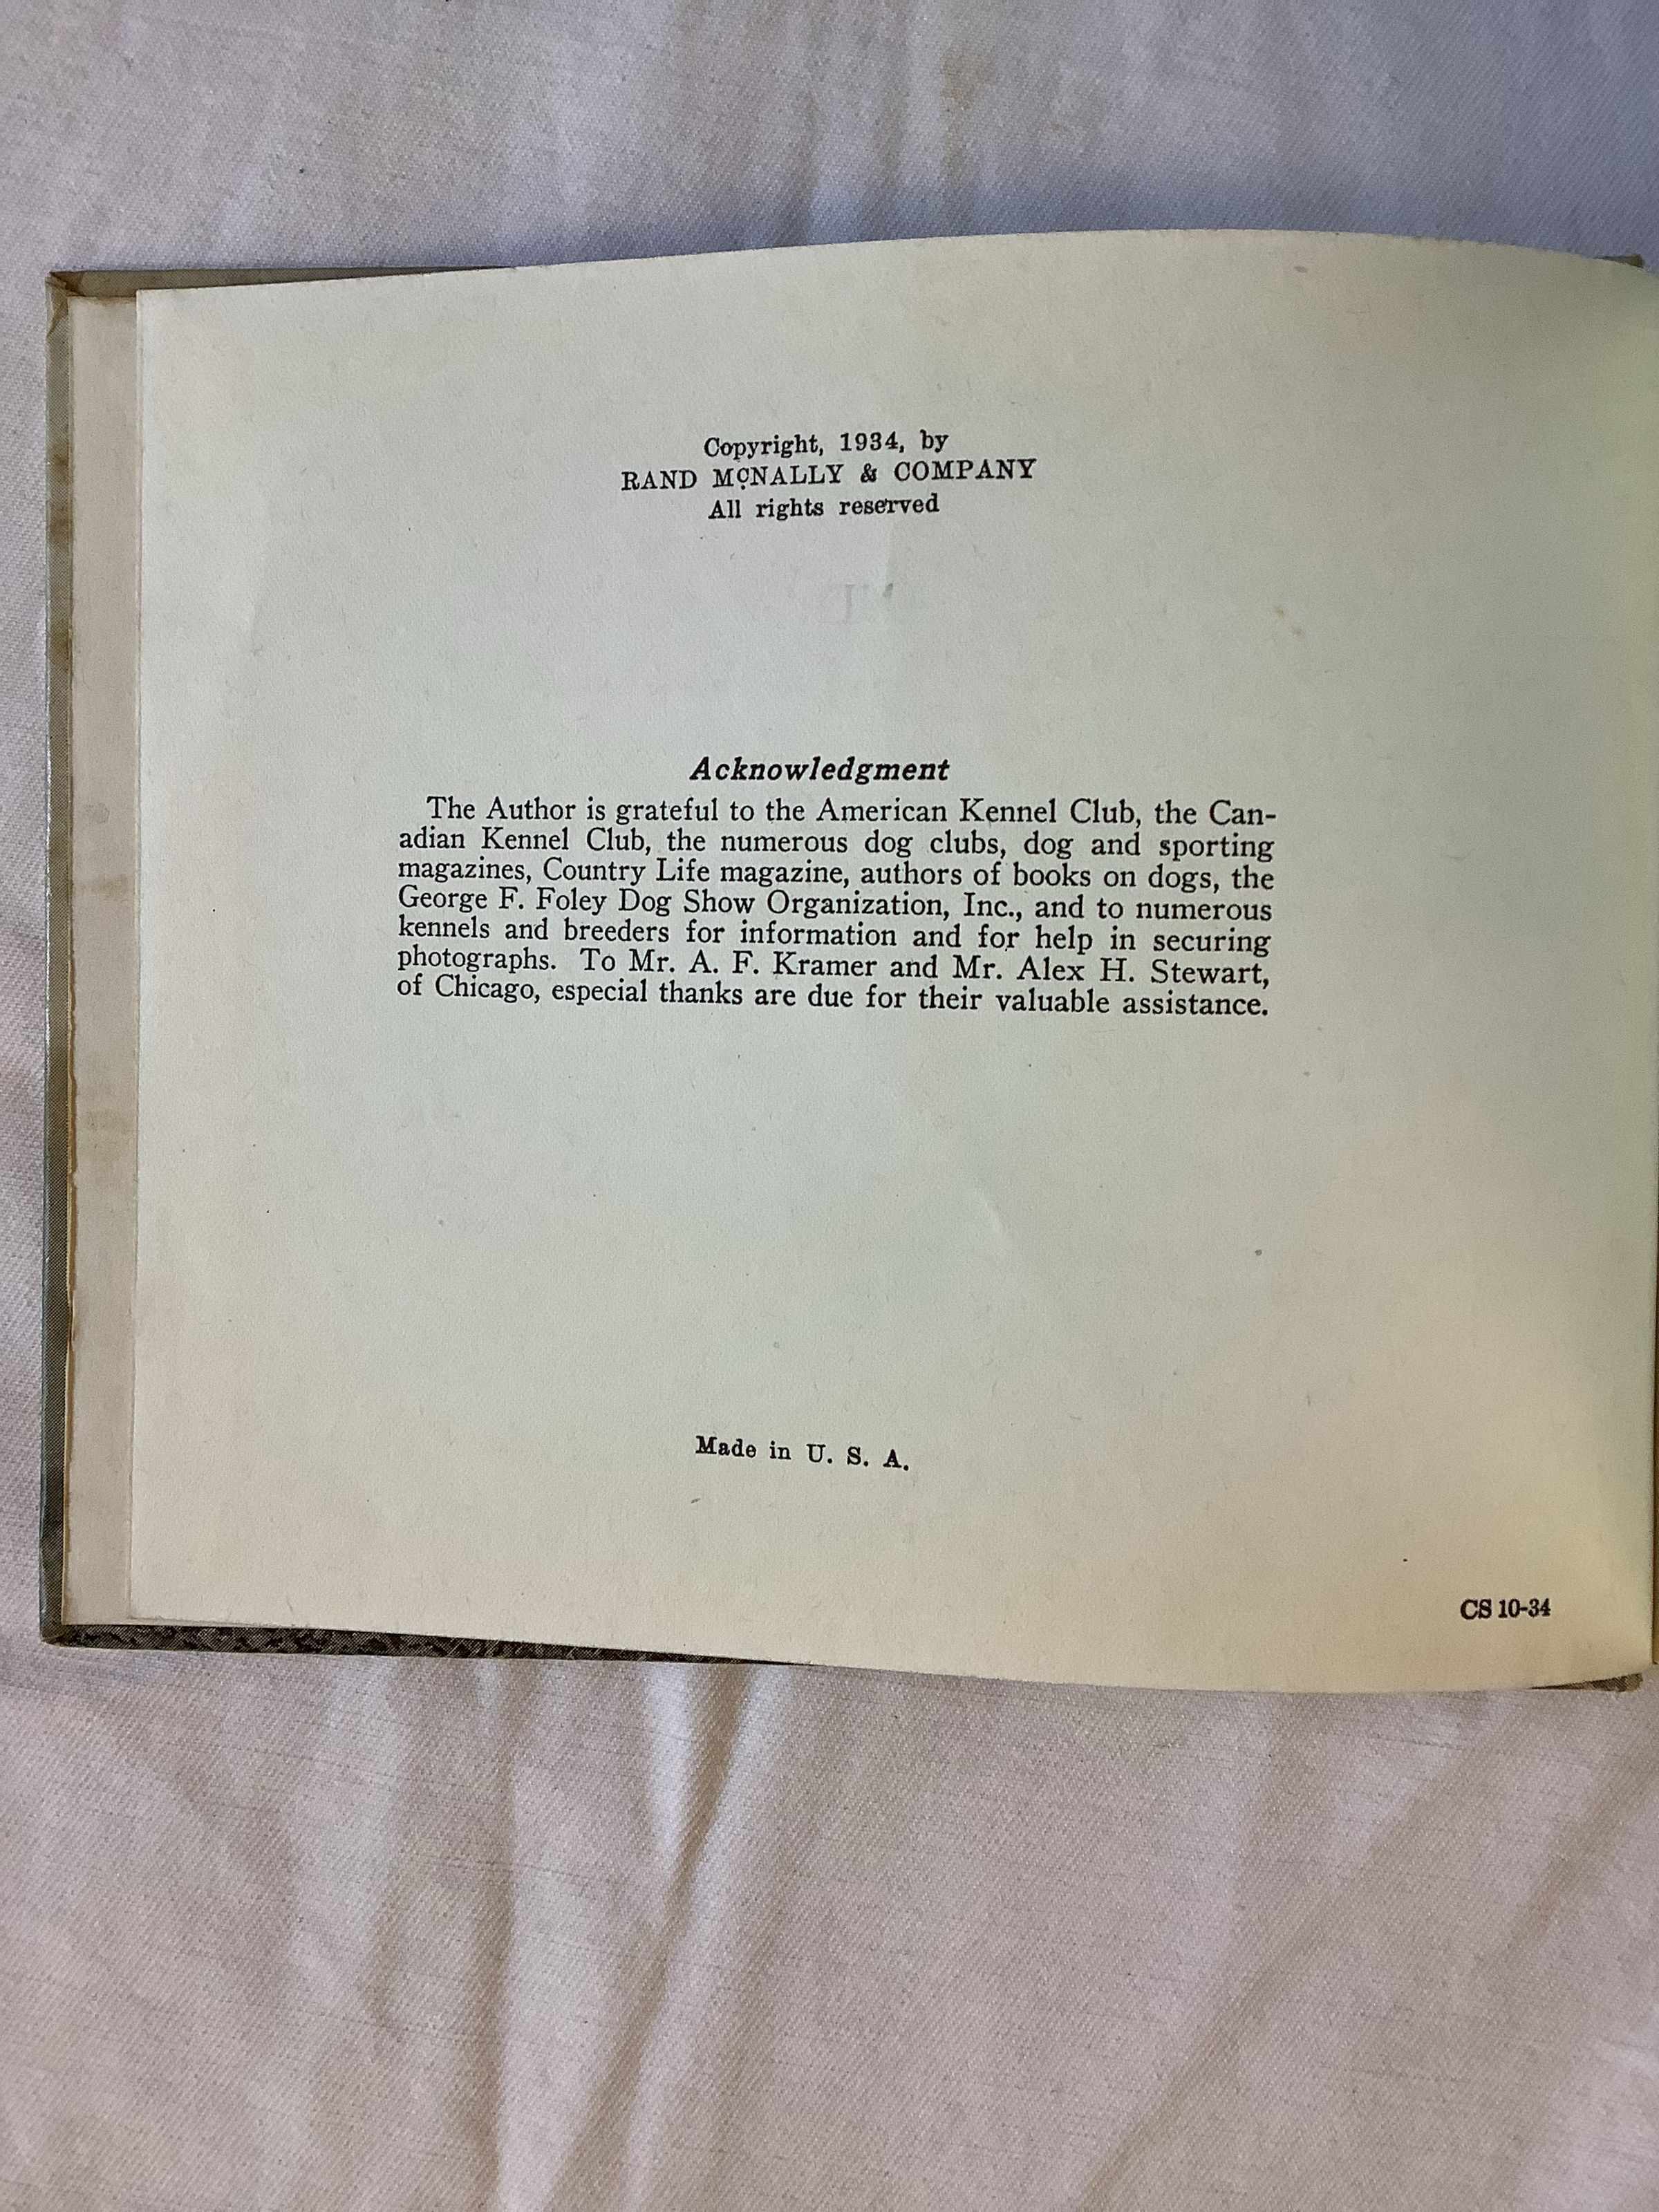 Copyright, 1934, by
RAND McNALLY & COMPANY
All rights reserved
Acknowledgment
The Author is grateful to the American Kennel Club, the Can-
adian Kennel Club, the numerous dog clubs, dog and sporting
magazines, Country Life magazine, authors of books on dogs, the
George F. Foley Dog Show Organization, Inc., and to numerous
kennels and breeders for information and for help in securing
photographs. To Mr. A. F. Kramer and Mr. Alex H. Stewart,
of Chicago, especial thanks are due for their valuable assistance.
Made in U. S. A.
CS 10-34